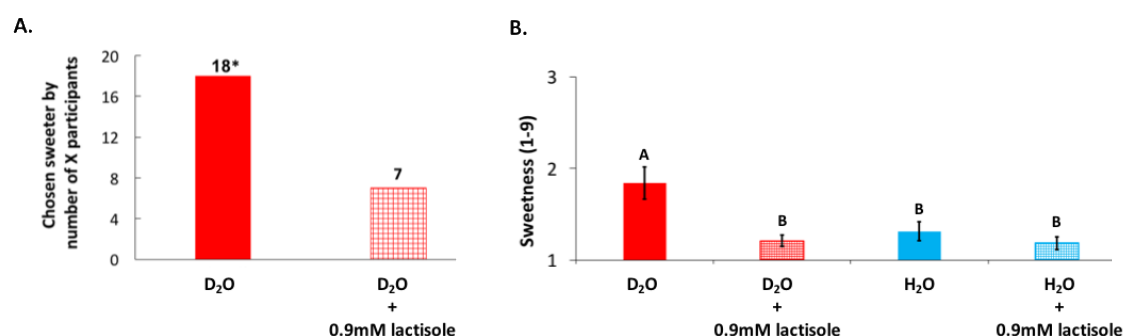 A.
Chosen sweeter by
number of X participants
20
16
12
8
4
0
18*
7
D₂O
D₂O
+
0.9mM lactisole
B.
Sweetness (1-9)
3
2
1
A
B
B
B
D₂O
D₂O
+
0.9mM lactisole
H₂O
H₂O
+
0.9mM lactisole